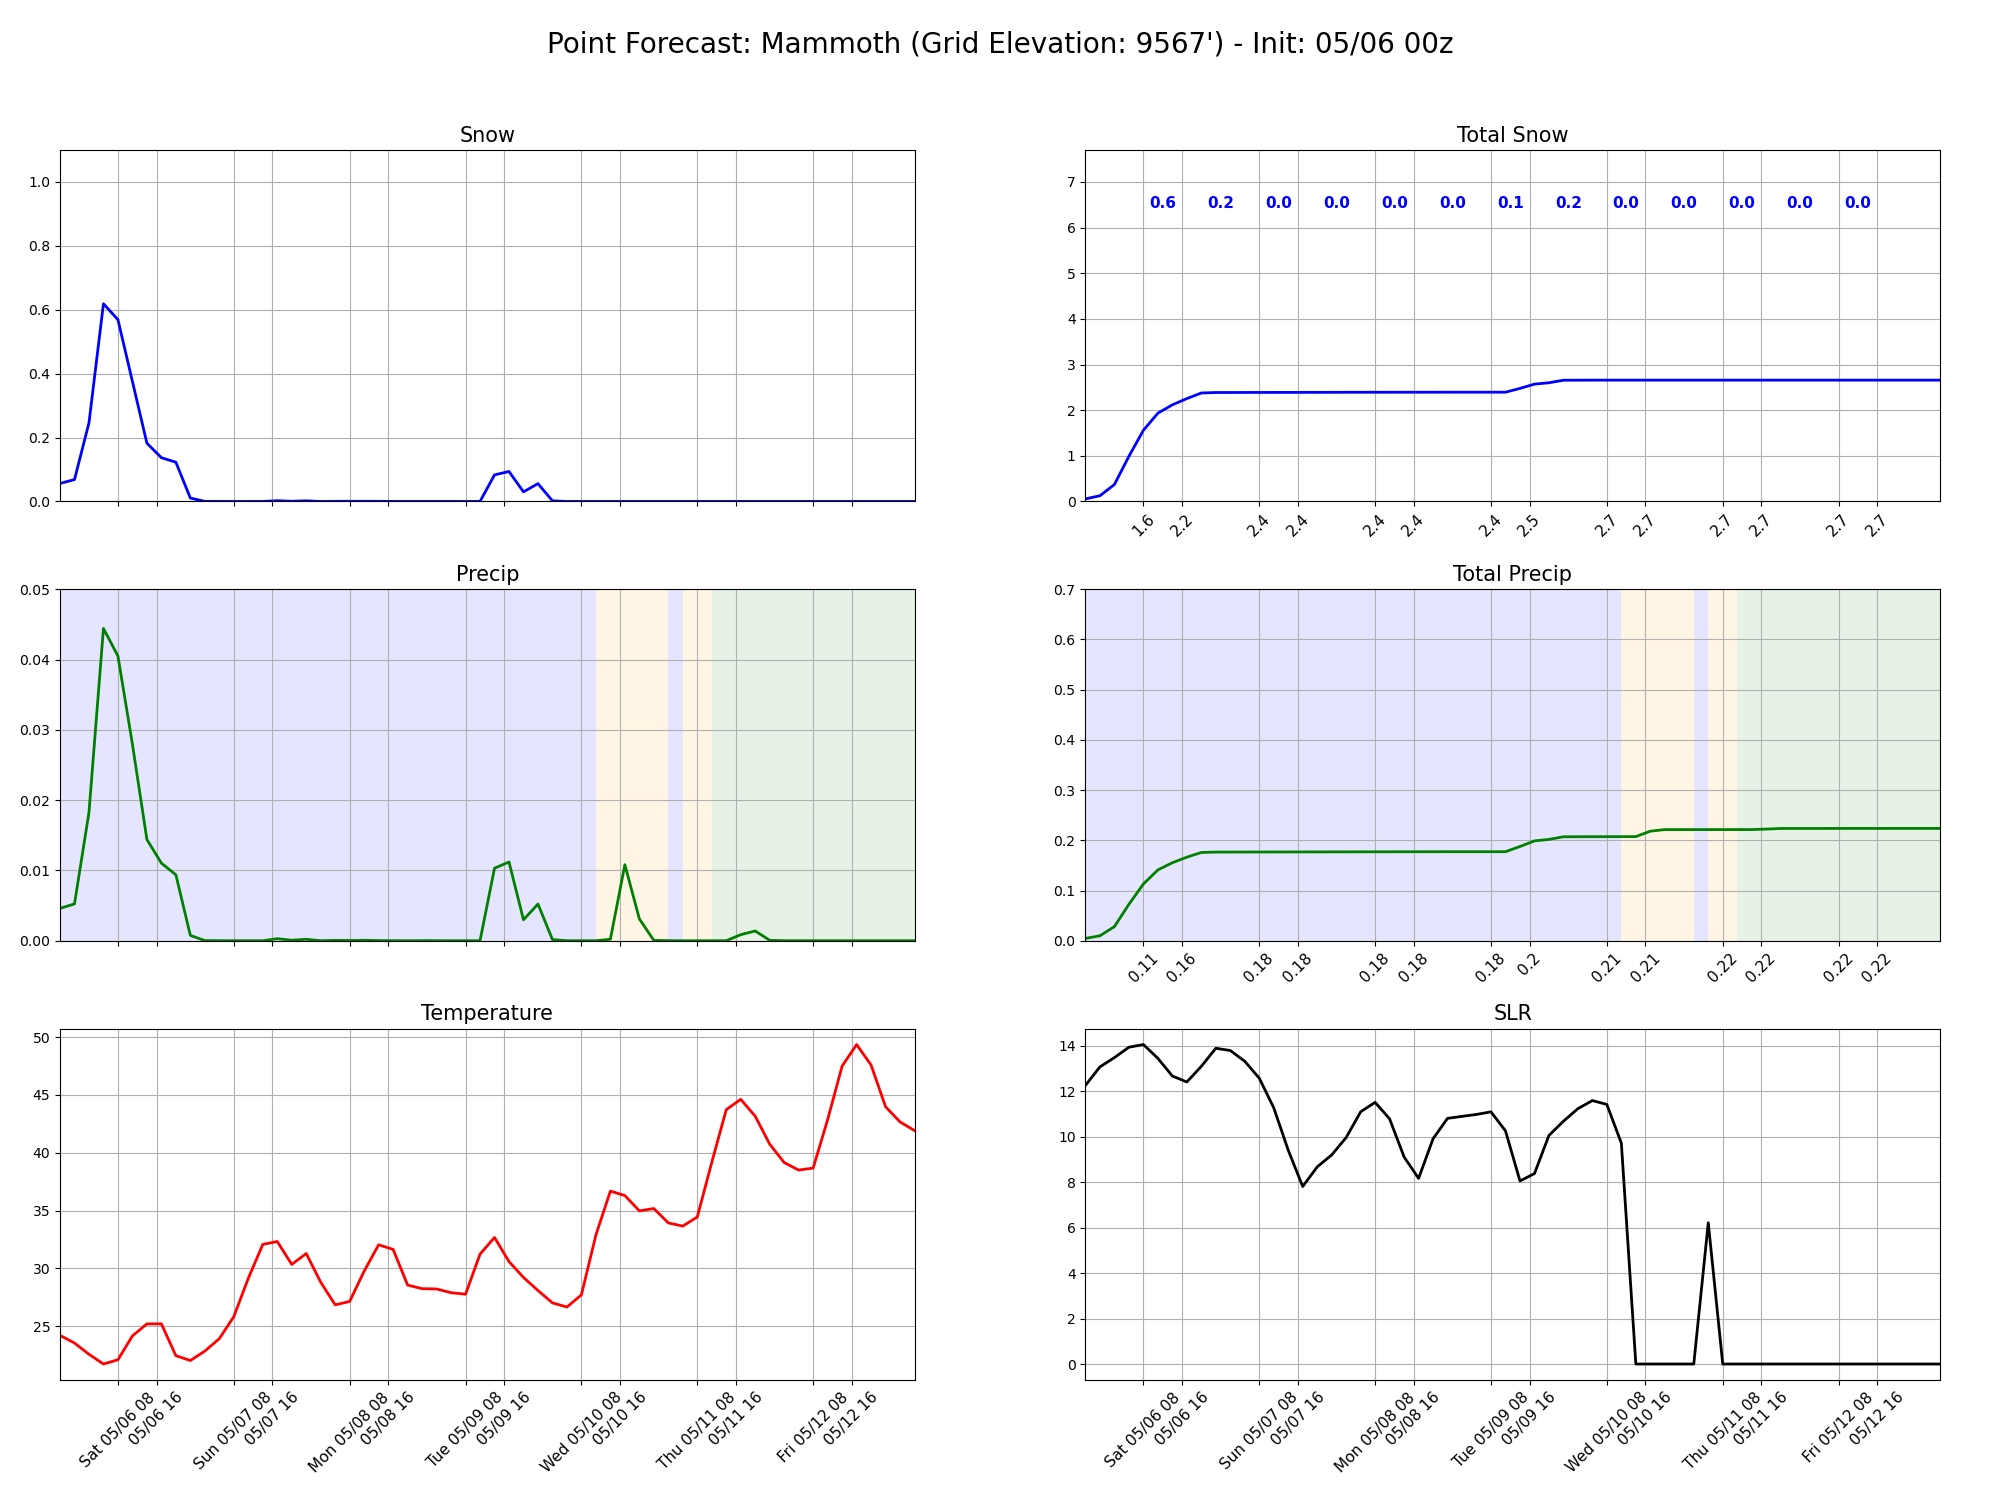 Point Forecast: Mammoth (Grid Elevation: 9567') - Init: 05/06 00z
Snow
1.0
0.8
0.6
0.4
0.2
0.0
Total Snow
7
6
5
4
3
2
1
0
0.6 0.2 0.0 0.0 0.0 0.0 0.1 0.2 0.0 0.0 0.0 0.0 0.0
1.6 2.2 2.4 2.4 2.4 2.4 2.4 2.5 2.7 2.7 2.7 2.7 2.7 2.7
Precip
0.05
0.04
0.03
0.02
0.01
0.00
Total Precip
0.7
0.6
0.5
0.4
0.3
0.2
0.1
0.0
0.11 0.16 0.18 0.18 0.18 0.18 0.18 0.2 0.21 0.21 0.22 0.22 0.22 0.22
Temperature
50
45
40
35
30
25
Sat 05/06 08
05/06 16
Sun 05/07 08
05/07 16
Mon 05/08 08
05/08 16
Tue 05/09 08
05/09 16
Wed 05/10 08
05/10 16
Thu 05/11 08
05/11 16
Fri 05/12 08
05/12 16
SLR
14
12
10
8
6
4
2
0
Sat 05/06 08
05/06 16
Sun 05/07 08
05/07 16
Mon 05/08 08
05/08 16
Tue 05/09 08
05/09 16
Wed 05/10 08
05/10 16
Thu 05/11 08
05/11 16
Fri 05/12 08
05/12 16